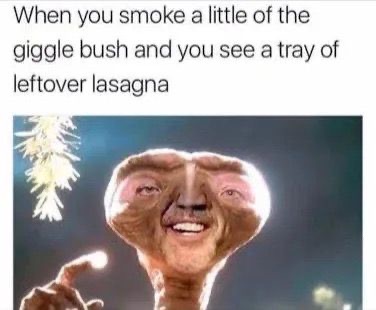 When you smoke a little of the
giggle bush and you see a tray of
leftover lasagna